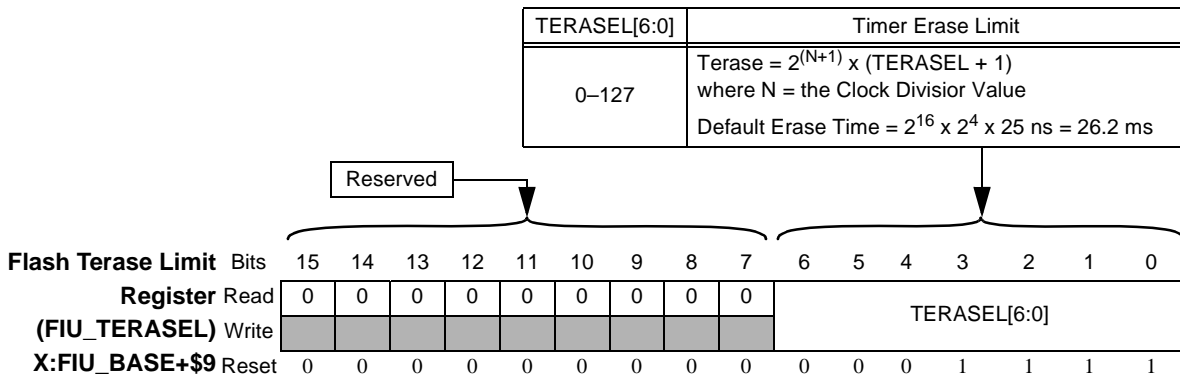 TERASEL[6:0] Timer Erase Limit
0–127
Terase = 2^(N+1) x (TERASEL + 1)
where N = the Clock Divisior Value
Default Erase Time = 2^16 x 2^4 x 25 ns = 26.2 ms
Reserved
Flash Terase Limit Bits 15 14 13 12 11 10 9 8 7 6 5 4 3 2 1 0
Register Read 0 0 0 0 0 0 0 0 0 TERASEL[6:0]
(FIU_TERASEL) Write
X:FIU_BASE+$9 Reset 0 0 0 0 0 0 0 0 0 0 0 0 1 1 1 1